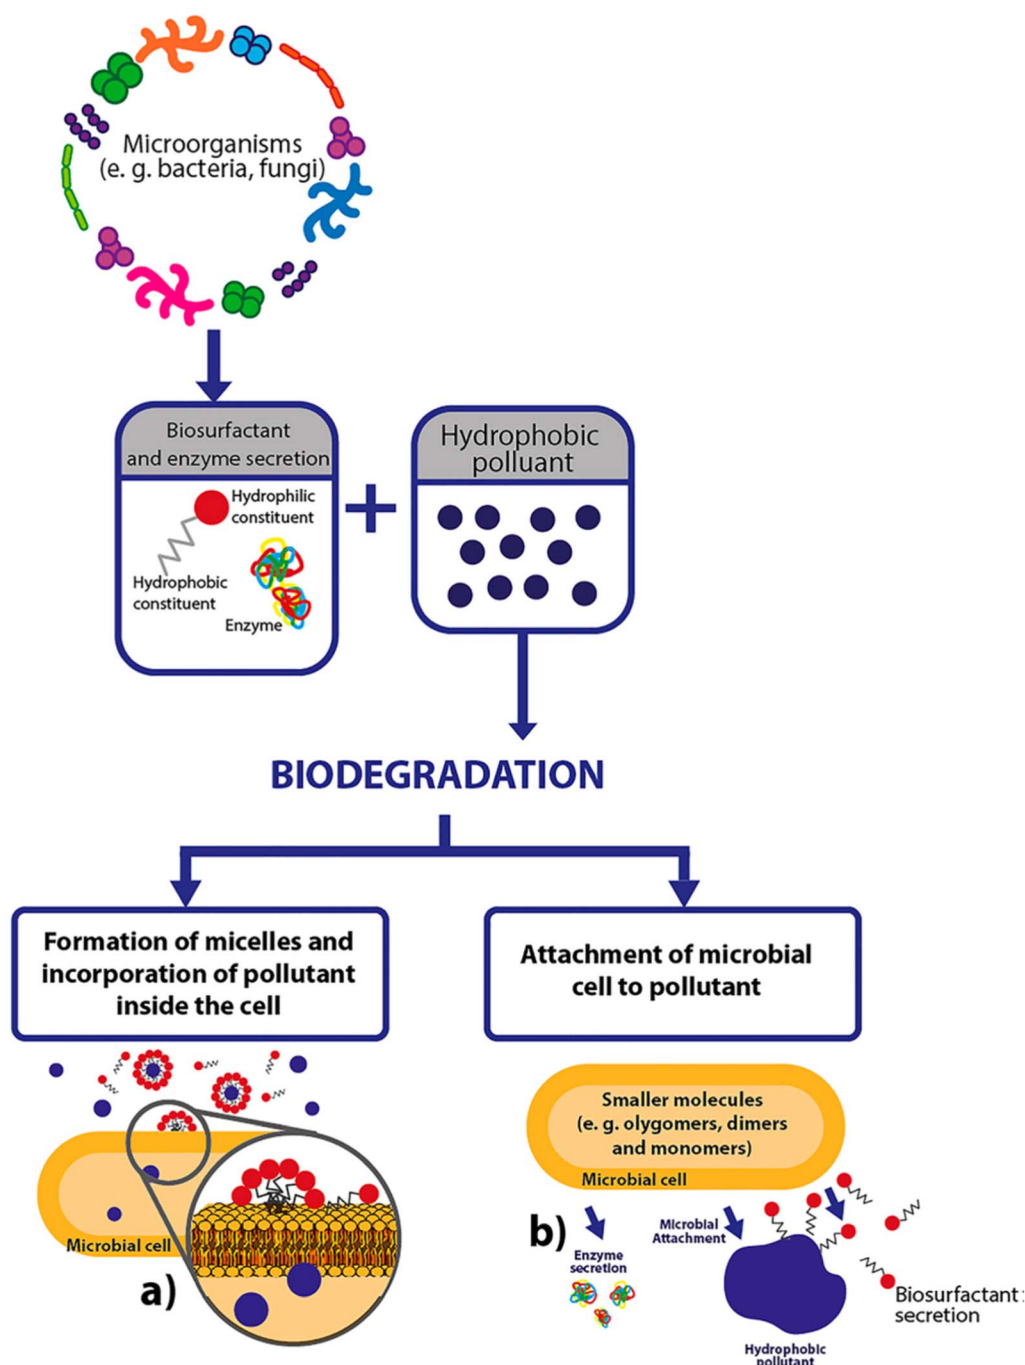 Microorganisms
(e. g. bacteria, fungi)
Biosurfactant
and enzyme secretion
Hydrophilic
constituent
Hydrophobic
constituent
Enzyme
Hydrophobic
polluant
BIODEGRADATION
Formation of micelles and
incorporation of pollutant
inside the cell
Attachment of microbial
cell to pollutant
Microbial cell
a)
Smaller molecules
(e. g. olygomers, dimers
and monomers)
Microbial cell
b)
Enzyme
secretion
Microbial
Attachment
Biosurfactant
secretion
Hydrophobic
pollutant